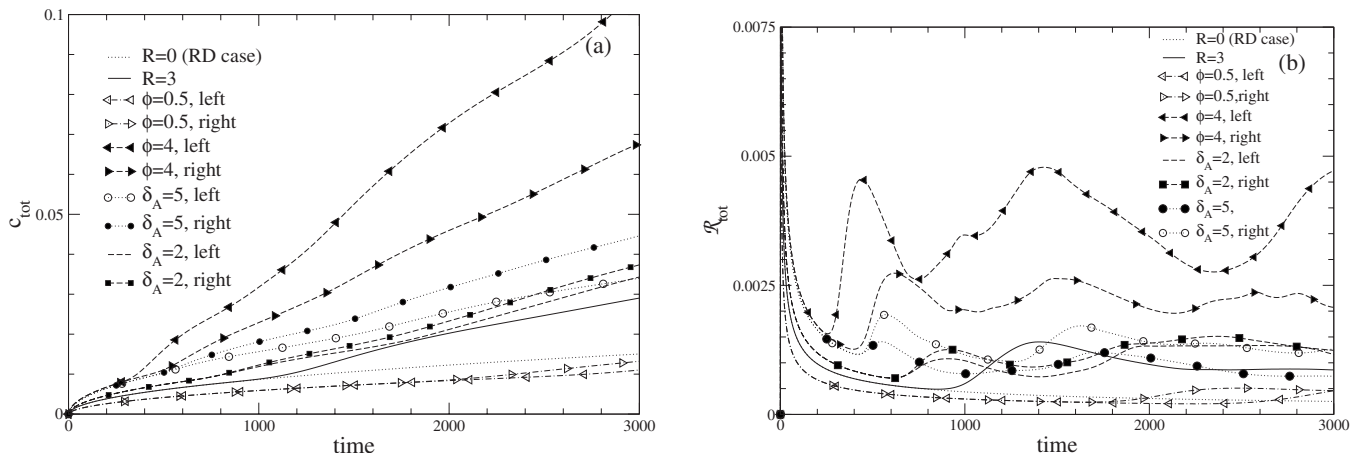 0.1
0.05
0
c_tot
0
1000
2000
3000
time
(a)
R=0 (RD case)
R=3
ϕ=0.5, left
ϕ=0.5, right
ϕ=4, left
ϕ=4, right
δ_A=5, left
δ_A=5, right
δ_A=2, left
δ_A=2, right
0.0075
0.005
0.0025
0
ℛ_tot
0
1000
2000
3000
time
(b)
R=0 (RD case)
R=3
ϕ=0.5, left
ϕ=0.5,right
ϕ=4, left
ϕ=4, right
δ_A=2, left
δ_A=2, right
δ_A=5,
δ_A=5, right